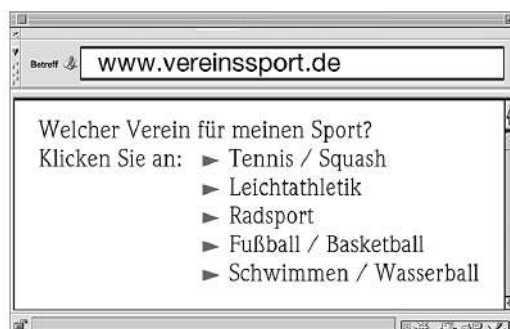 Betreff www.vereinssport.de
Welcher Verein für meinen Sport?
Klicken Sie an: ► Tennis / Squash
► Leichtathletik
► Radsport
► Fußball / Basketball
► Schwimmen / Wasserball